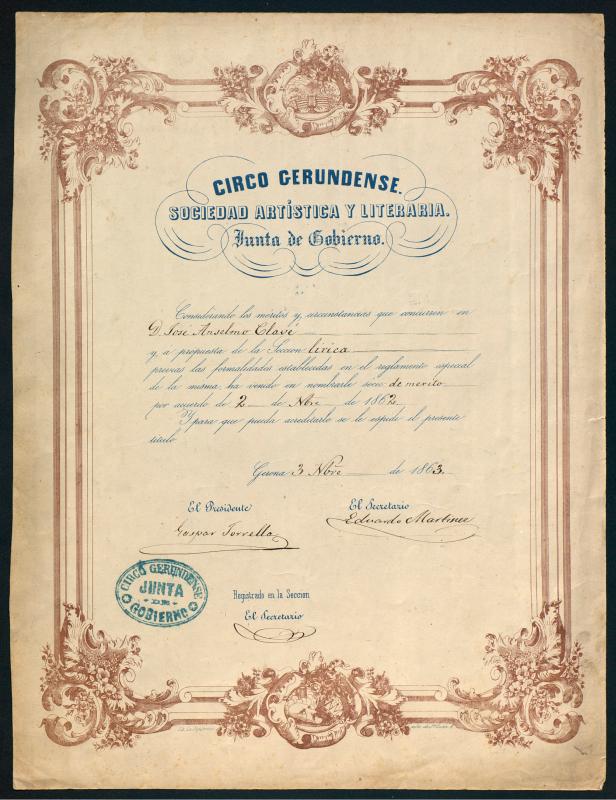 CIRCO GERUNDENSE.
SOCIEDAD ARTÍSTICA Y LITERARIA.
Junta de Gobierno.
Considerando los méritos y circunstancias que concurren en
D. José Anselmo Clavé
y, a propuesta de la Seccion lírica
previas las formalidades establecidas en el reglamento especial
de la misma, ha venido en nombrarle sócio de merito
por acuerdo de 2 de Nbre de 1862
Y para que pueda acreditarlo se le espide el presente
título
Gerona 3 Nbre de 1863.
El Presidente
Gaspar Torrella
El Secretario
Eduardo Martinez
CIRCO GERUNDENSE
JUNTA
DE
GOBIERNO
Registrado en la Seccion
El Secretario